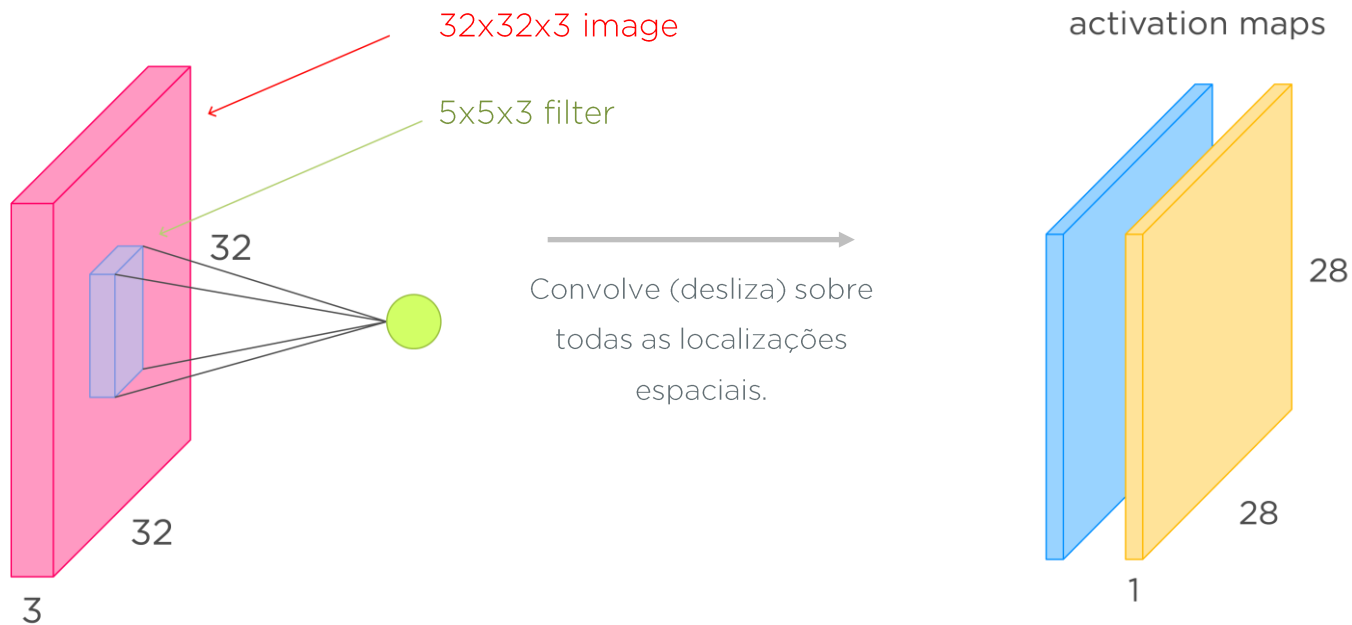 32x32x3 image
activation maps
5x5x3 filter
32
Convolve (desliza) sobre
todas as localizações
espaciais.
28
32
28
3
1